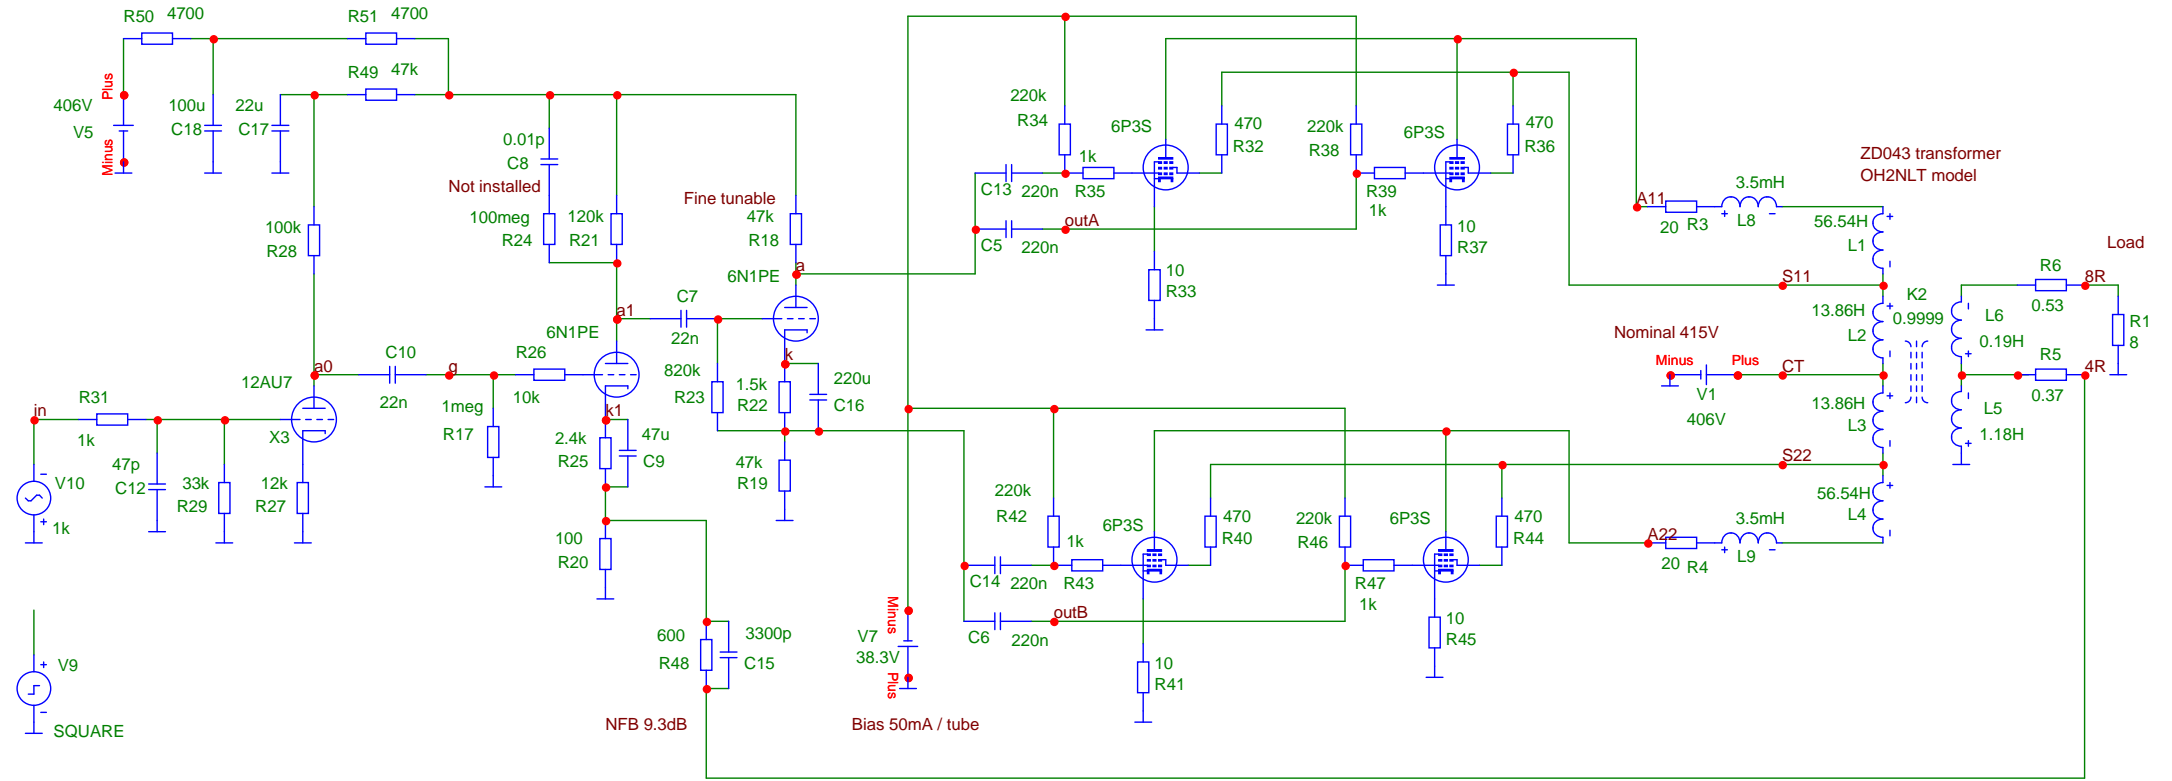 R50 4700
R51 4700
R49 47k
Plus
406V
V5
Minus
100u
C18
22u
C17
0.01p
C8
Not installed
100meg
R24
120k
R21
Fine tunable
47k
R18
100k
R28
a
6N1PE
C7
22n
a1
6N1PE
k
820k
R23
1.5k
R22
220u
C16
a0
C10
22n
g
R26
10k
12AU7
X3
in
R31
1k
1meg
R17
k1
2.4k
R25
47u
C9
47k
R19
47p
C12
33k
R29
12k
R27
V10
1k
100
R20
600
R48
3300p
C15
NFB 9.3dB
V9
SQUARE
220k
R34
1k
R35
C13
220n
C5
220n
outA
6P3S
470
R32
10
R33
220k
R38
R39
1k
6P3S
470
R36
10
R37
220k
R42
1k
R43
C14
220n
C6
220n
outB
6P3S
470
R40
10
R41
220k
R46
R47
1k
6P3S
470
R44
10
R45
Minus
V7
38.3V
Plus
Bias 50mA / tube
ZD043 transformer
OH2NLT model
A11
20 R3
3.5mH
L8
56.54H
L1
S11
13.86H
L2
K2
0.9999
Nominal 415V
Minus
Plus
V1
406V
CT
13.86H
L3
S22
56.54H
L4
A22
20 R4
3.5mH
L9
L6
0.19H
L5
1.18H
R6
0.53
R5
0.37
Load
8R
R1
8
4R